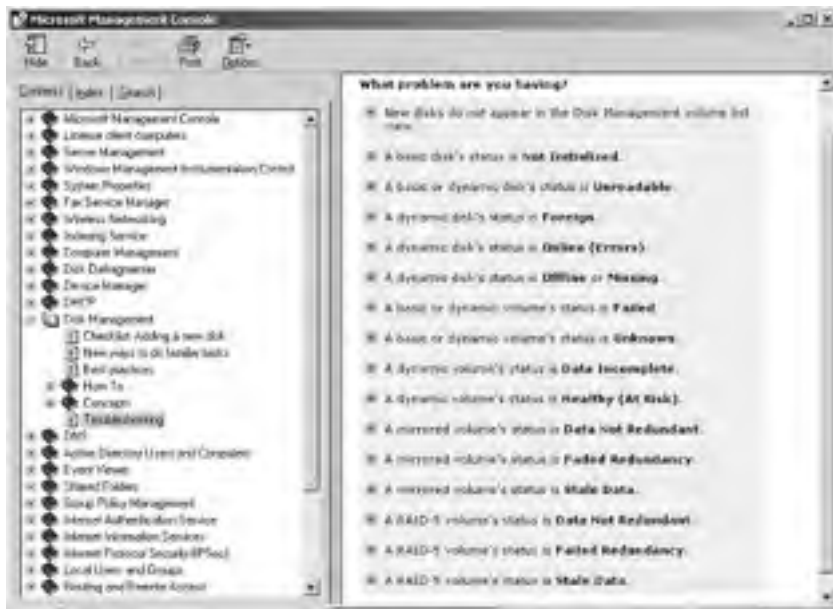 Microsoft Management Console
Hide Back Print Options
Contents Index Search
Microsoft Management Console
License client computers
Server Management
Windows Management Instrumentation Control
System Properties
Fax Service Manager
Wireless Networking
Indexing Service
Computer Management
Disk Defragmenter
Device Manager
DHCP
Disk Management
Checklist: Adding a new disk
New ways to do familiar tasks
Best practices
How To
Concepts
Troubleshooting
DNS
Active Directory Users and Computers
Event Viewer
Shared Folders
Group Policy Management
Internet Authentication Service
Internet Information Services
Internet Protocol Security (IPSec)
Local Users and Groups
Routing and Remote Access
What problem are you having?
New disks do not appear in the Disk Management volume list
view.
A basic disk's status is Not Initialized.
A basic or dynamic disk's status is Unreadable.
A dynamic disk's status is Foreign.
A dynamic disk's status is Online (Errors).
A dynamic disk's status is Offline or Missing.
A basic or dynamic volume's status is Failed.
A basic or dynamic volume's status is Unknown.
A dynamic volume's status is Data Incomplete.
A dynamic volume's status is Healthy (At Risk).
A mirrored volume's status is Data Not Redundant.
A mirrored volume's status is Failed Redundancy.
A mirrored volume's status is Stale Data.
A RAID-5 volume's status is Data Not Redundant.
A RAID-5 volume's status is Failed Redundancy.
A RAID-5 volume's status is Stale Data.